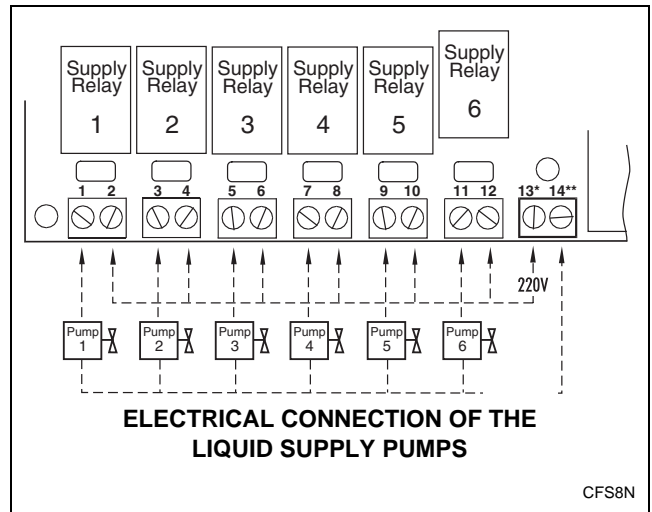 Supply Relay 1
Supply Relay 2
Supply Relay 3
Supply Relay 4
Supply Relay 5
Supply Relay 6
1 2 3 4 5 6 7 8 9 10 11 12 13* 14**
220V
Pump 1
Pump 2
Pump 3
Pump 4
Pump 5
Pump 6
ELECTRICAL CONNECTION OF THE
LIQUID SUPPLY PUMPS
CFS8N